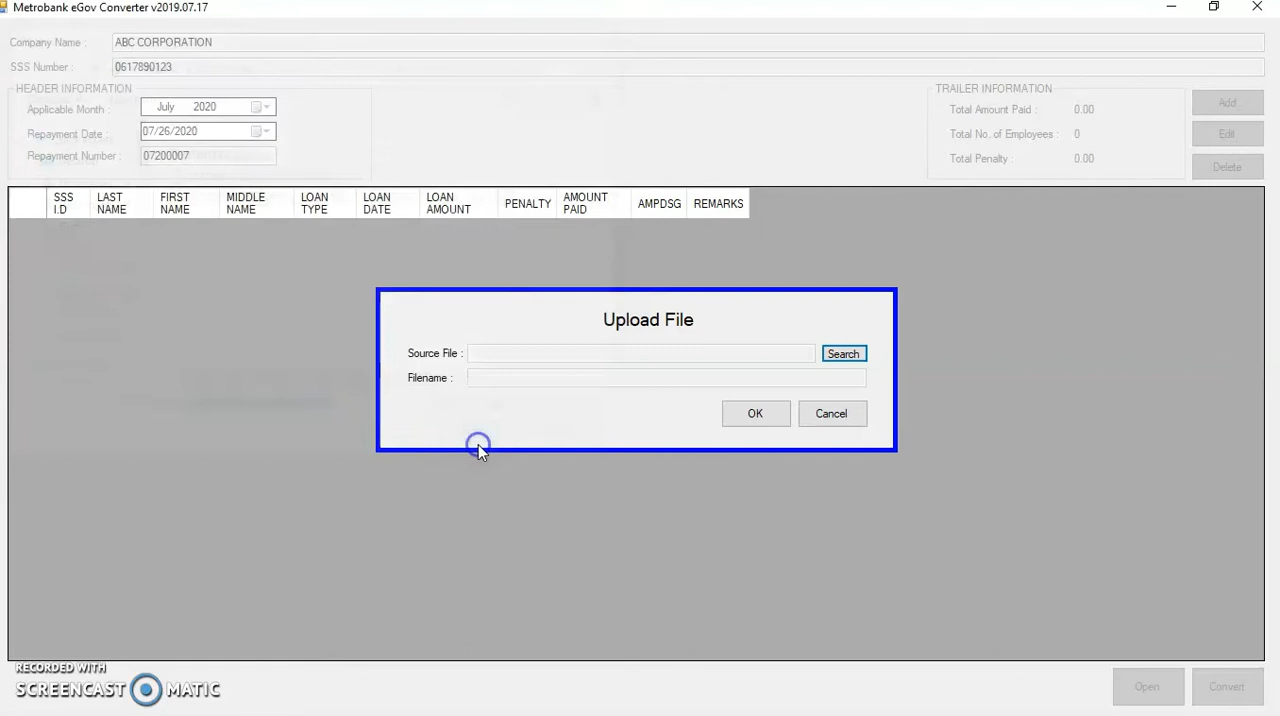 Metrobank eGov Converter v2019.07.17
Company Name : ABC CORPORATION
SSS Number : 0617890123
HEADER INFORMATION
Applicable Month : July 2020
Repayment Date : 07/26/2020
Repayment Number : 07200007
TRAILER INFORMATION
Total Amount Paid : 0.00
Total No. of Employees : 0
Total Penalty : 0.00
Add
Edit
Delete
SSS I.D LAST NAME FIRST NAME MIDDLE NAME LOAN TYPE LOAN DATE LOAN AMOUNT PENALTY AMOUNT PAID AMPDSG REMARKS
Upload File
Source File : Search
Filename :
OK Cancel
RECORDED WITH
SCREENCAST MATIC
Open Convert